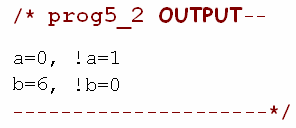 /* prog5_2 OUTPUT--
a=0, !a=1
b=6, !b=0
---------------------*/